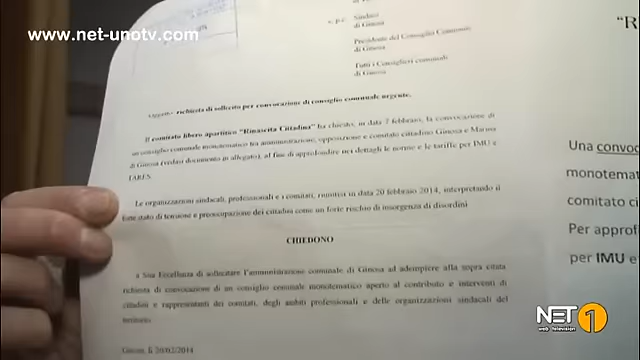 www.net-unotv.com
e, p.c. Sindaco
di Ginosa
Presidente del Consiglio Comunale
di Ginosa
Tutti i Consiglieri comunali
di Ginosa
Oggetto: richiesta di sollecito per convocazione di consiglio comunale urgente.
Il comitato libero apartitico "Rinascita Cittadina" ha chiesto, in data 7 febbraio, la convocazione di
un consiglio comunale monotematico tra amministrazione, opposizione e comitato cittadino Ginosa e Marina
di Ginosa (vedasi documento in allegato), al fine di approfondire nei dettagli le norme e le tariffe per IMU e
TARES.
Le organizzazioni sindacali, professionali e i comitati, riunitisi in data 20 febbraio 2014, interpretando il
forte stato di tensione e preoccupazione dei cittadini come un forte rischio di insorgenza di disordini
CHIEDONO
a Sua Eccellenza di sollecitare l'amministrazione comunale di Ginosa ad adempiere alla sopra citata
richiesta di convocazione di un consiglio comunale monotematico aperto al contributo e interventi di
cittadini e rappresentanti dei comitati, degli ambiti professionali e delle organizzazioni sindacali del
territorio.
Ginosa, lì 20/02/2014
"R
Una convoc
monotemat
comitato ci
Per approf
per IMU e
NET 1
web television